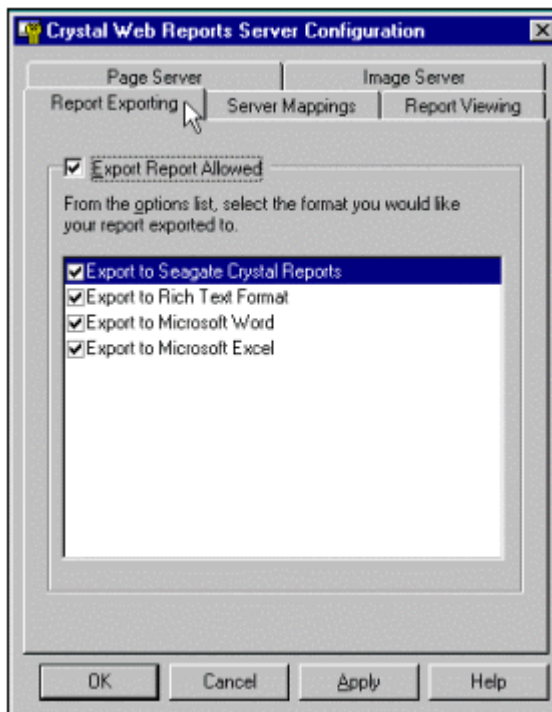 Crystal Web Reports Server Configuration
Page Server
Image Server
Report Exporting
Server Mappings
Report Viewing
Export Report Allowed
From the options list, select the format you would like
your report exported to.
Export to Seagate Crystal Reports
Export to Rich Text Format
Export to Microsoft Word
Export to Microsoft Excel
OK
Cancel
Apply
Help